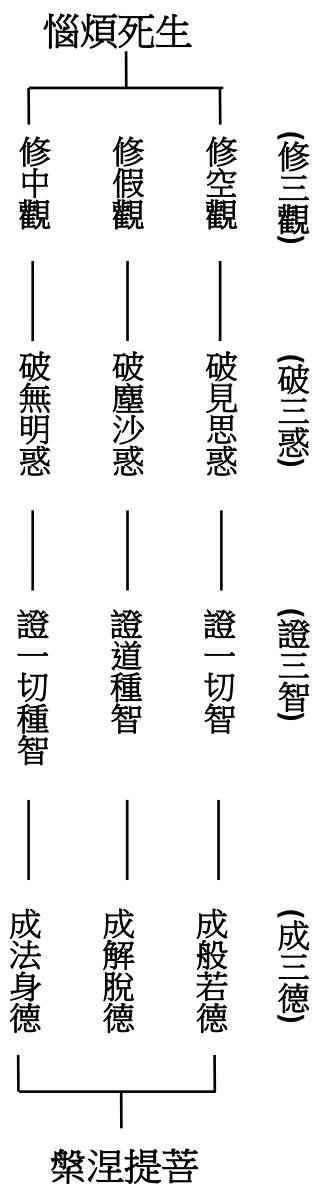 生死煩惱
(修三觀)
修空觀
修假觀
修中觀
(破三惑)
破見思惑
破塵沙惑
破無明惑
(證三智)
證一切智
證道種智
證一切種智
(成三德)
成般若德
成解脫德
成法身德
菩提涅槃